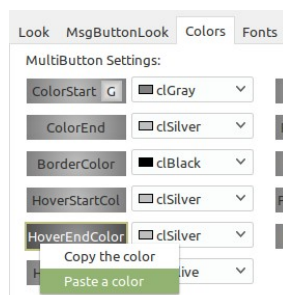 Look MsgButtonLook Colors Fonts
MultiButton Settings:
ColorStart G clGray
ColorEnd clSilver
BorderColor clBlack
HoverStartCol clSilver
HoverEndColor clSilver
Copy the color
Paste a color